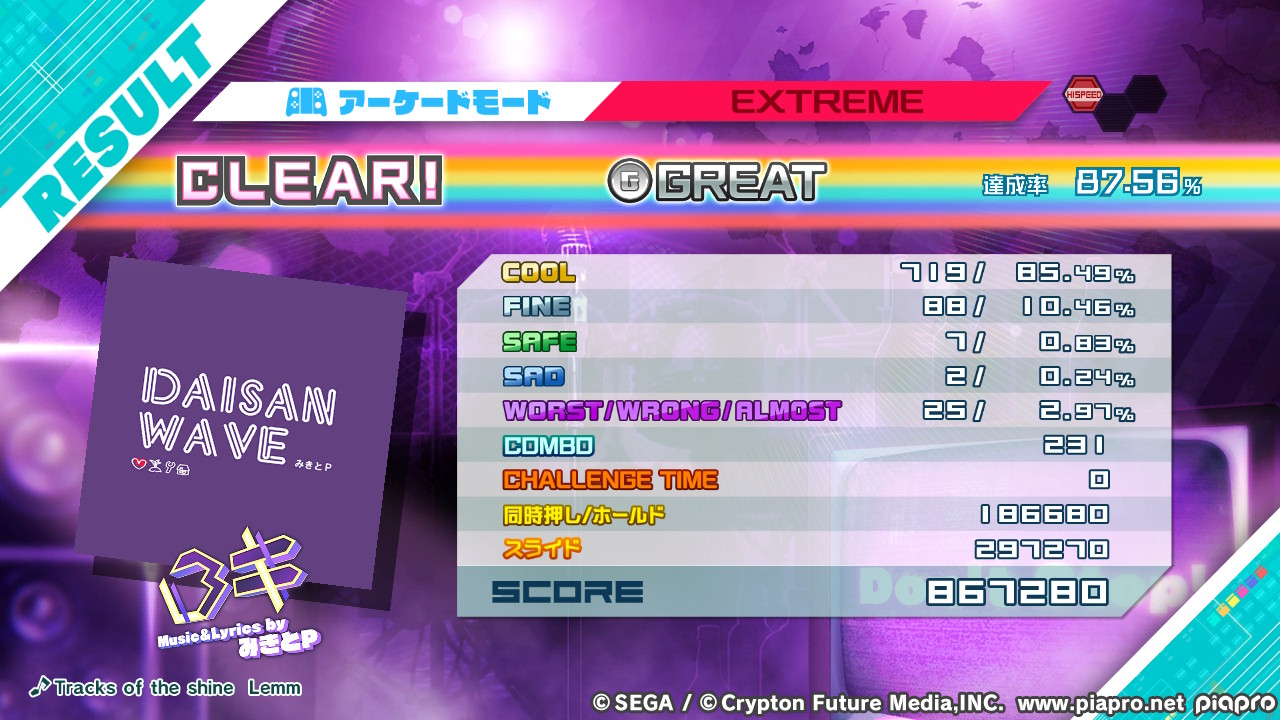 RESULT
アーケードモード
EXTREME
HISPEED
CLEAR!
G GREAT
達成率 87.56%
COOL 719/ 85.49%
FINE 88/ 10.46%
SAFE 7/ 0.83%
SAD 2/ 0.24%
WORST/WRONG/ALMOST 25/ 2.97%
COMBO 231
CHALLENGE TIME 0
同時押し/ホールド 186680
スライド 297270
SCORE 867280
DAISAN
WAVE
みきとP
ロキ
Music&Lyrics by
みきとP
♪Tracks of the shine Lemm
©SEGA / ©Crypton Future Media,INC. www.piapro.net piapro